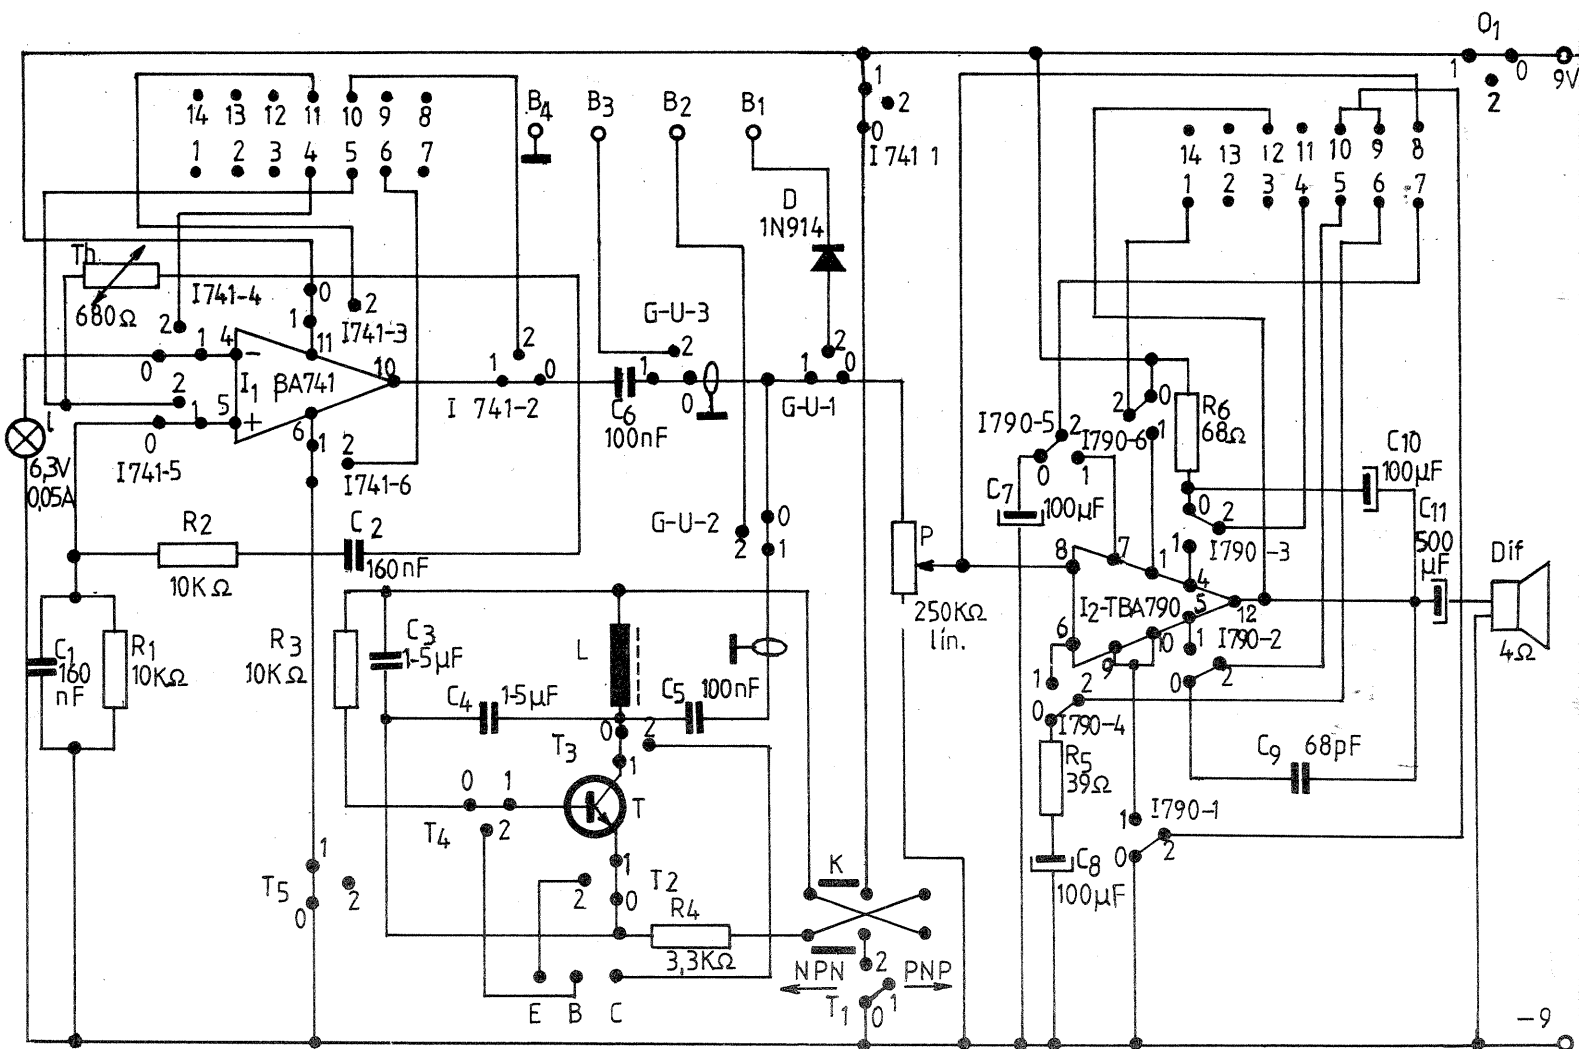 O1
1 0
2
9V
14 13 12 11 10 9 8
1 2 3 4 5 6 7
B4 B3 B2 B1
1
2
0
I 741 1
14 13 12 11 10 9 8
1 2 3 4 5 6 7
D
1N914
Th
680Ω
I741-4
0
2
1
I741-3
2 1 4 - 11
0
I1 βA741
10
2
1 0
I 741-2
G-U-3
2
1
0 1
C6
100nF
2
1 0
G-U-1
2
1 5 +
0
I741-5
6 1
2
I741-6
l
6,3V
0,05A
I790-5 2
0 1
2 0
I790-6 1
R6
68Ω
C10
100µF
C7
100µF
0
2
I790-3
1
C11
500
µF
Dif
4Ω
R2
10KΩ
C2
160nF
G-U-2
0
2 1
P
250KΩ
lin.
8 7 1 4
I2-TBA790
5
12
6 9 10 1
I790-2
0 2
1
2
0
I790-4
C1
160
nF
R1
10KΩ
R3
10KΩ
C3
1-5µF
L
C4
1-5µF
C5
100nF
T3
0 2
1
R5
39Ω
C9
68pF
0 1
T4
2
T
I790-1
1
0 2
C8
100µF
1
T5
2
0
1
2
T2
0
R4
3,3KΩ
K
NPN
PNP
2
T1
0 1
E B C
-9